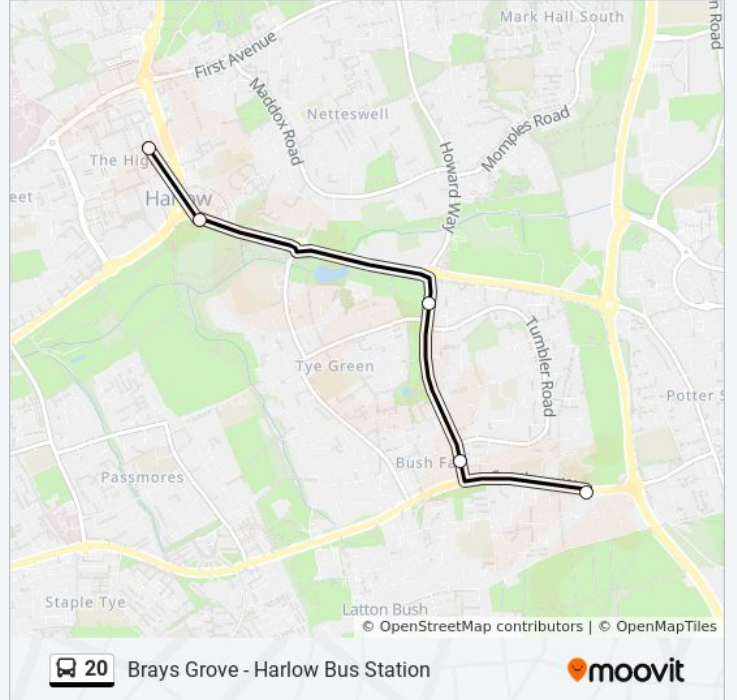 Mark Hall South
n Road
First Avenue
Maddox Road
Netteswell
Momples Road
The Hig
Howard Way
eet
Harlow
Tumbler Road
Tye Green
Potter S
Bush Fa
Passmores
Staple Tye
Latton Bush
© OpenStreetMap contributors | © OpenMapTiles
20 Brays Grove - Harlow Bus Station
moovit